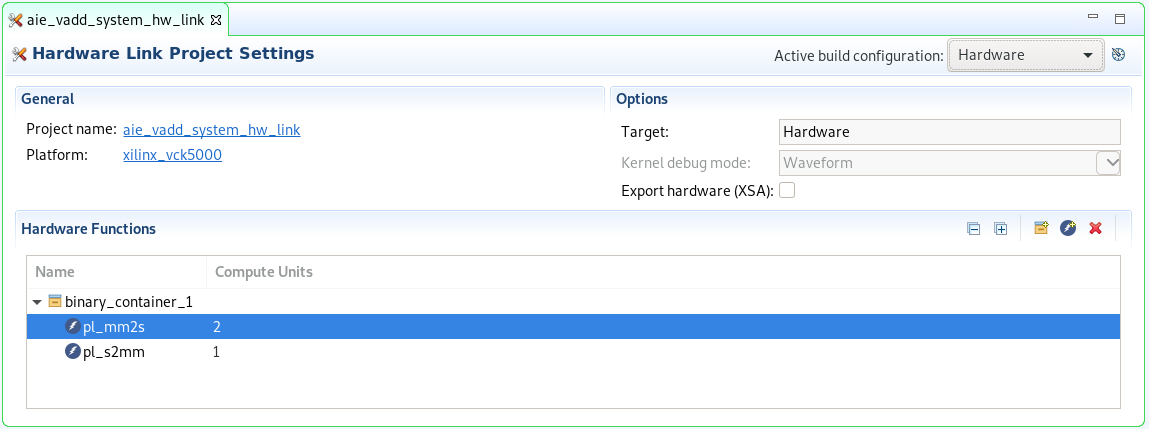 aie_vadd_system_hw_link
Hardware Link Project Settings
Active build configuration: Hardware
General
Project name: aie_vadd_system_hw_link
Platform: xilinx_vck5000
Options
Target: Hardware
Kernel debug mode: Waveform
Export hardware (XSA):
Hardware Functions
Name Compute Units
binary_container_1
pl_mm2s 2
pl_s2mm 1